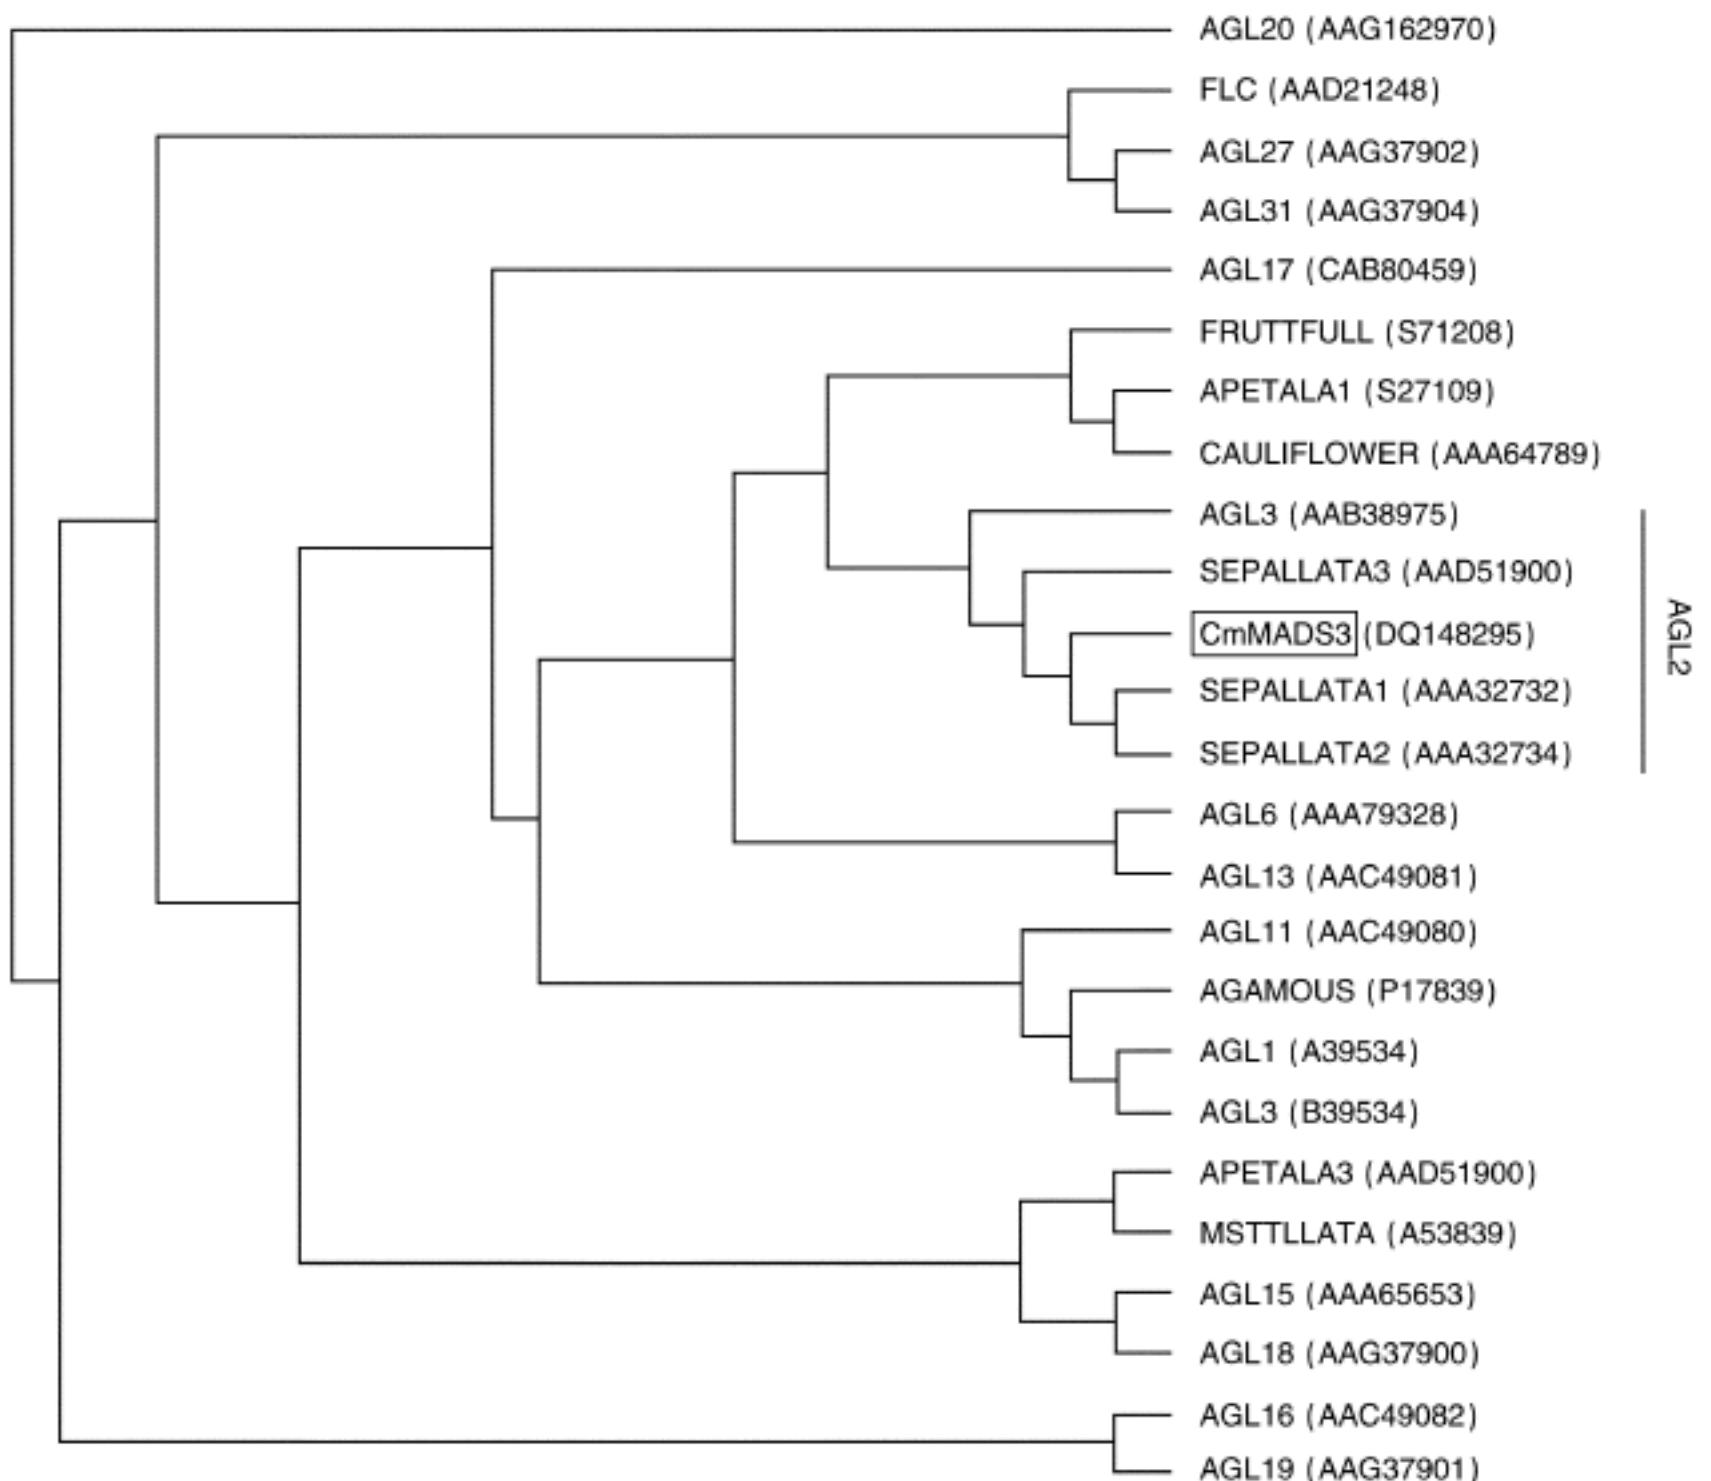 AGL20 (AAG162970)
FLC (AAD21248)
AGL27 (AAG37902)
AGL31 (AAG37904)
AGL17 (CAB80459)
FRUTTFULL (S71208)
APETALA1 (S27109)
CAULIFLOWER (AAA64789)
AGL3 (AAB38975)
SEPALLATA3 (AAD51900)
CmMADS3 (DQ148295)
SEPALLATA1 (AAA32732)
SEPALLATA2 (AAA32734)
AGL2
AGL6 (AAA79328)
AGL13 (AAC49081)
AGL11 (AAC49080)
AGAMOUS (P17839)
AGL1 (A39534)
AGL3 (B39534)
APETALA3 (AAD51900)
MSTTLLATA (A53839)
AGL15 (AAA65653)
AGL18 (AAG37900)
AGL16 (AAC49082)
AGL19 (AAG37901)